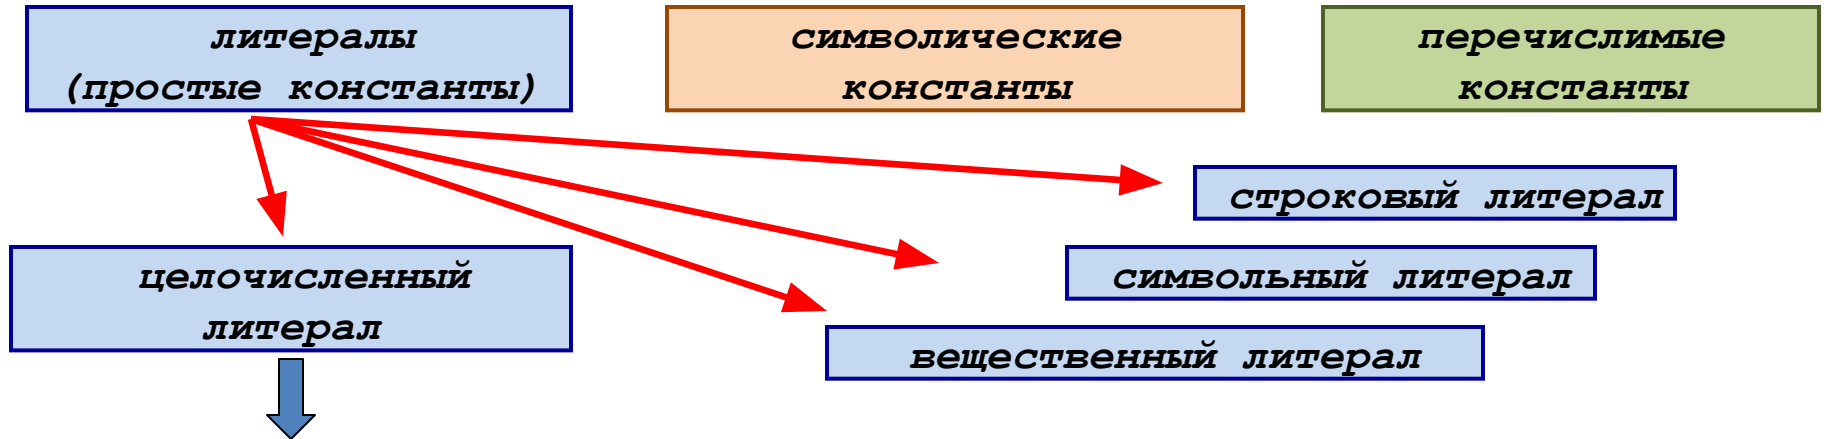 литералы
(простые константы)
символические
константы
перечислимые
константы
строковый литерал
целочисленный
литерал
символьный литерал
вещественный литерал